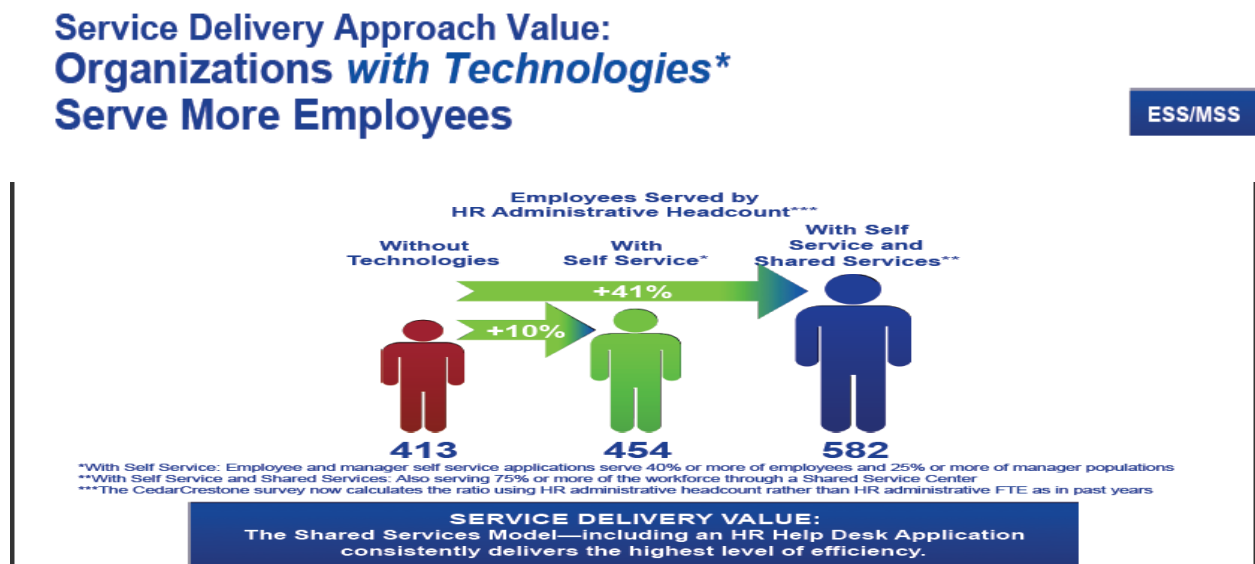 Service Delivery Approach Value:
Organizations with Technologies*
Serve More Employees
ESS/MSS
Employees Served by
HR Administrative Headcount***
Without
Technologies
With
Self Service*
With Self
Service and
Shared Services**
+41%
+10%
413
454
582
*With Self Service: Employee and manager self service applications serve 40% or more of employees and 25% or more of manager populations
**With Self Service and Shared Services: Also serving 75% or more of the workforce through a Shared Service Center
***The CedarCrestone survey now calculates the ratio using HR administrative headcount rather than HR administrative FTE as in past years
SERVICE DELIVERY VALUE:
The Shared Services Model—including an HR Help Desk Application
consistently delivers the highest level of efficiency.